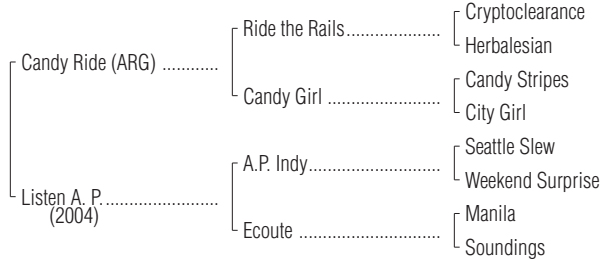 Cryptoclearance
Ride the Rails....................
Herbalesian
Candy Ride (ARG) ............
Candy Stripes
Candy Girl ........................
City Girl
Seattle Slew
A.P. Indy............................
Weekend Surprise
Listen A. P.........................
(2004)
Manila
Ecoute ..............................
Soundings